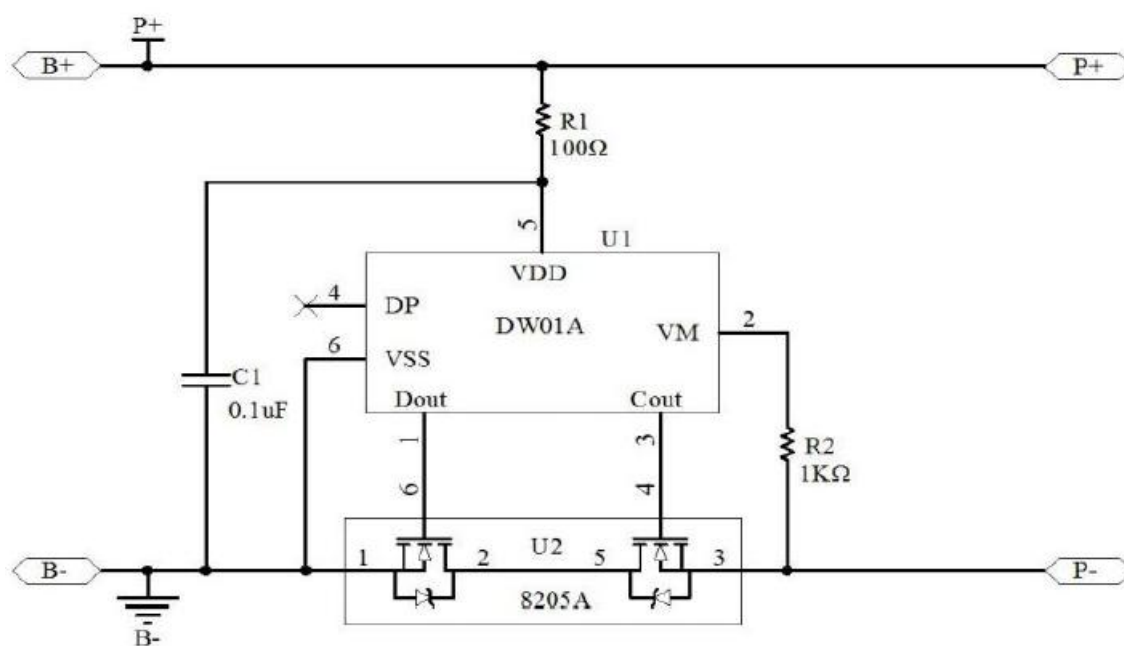 P+
B+
P+
R1
100Ω
5
U1
VDD
4
DP
DW01A
2
VM
6
VSS
C1
0.1uF
Dout
Cout
1
3
R2
1KΩ
6
4
B-
1
2
U2
5
3
P-
8205A
B-